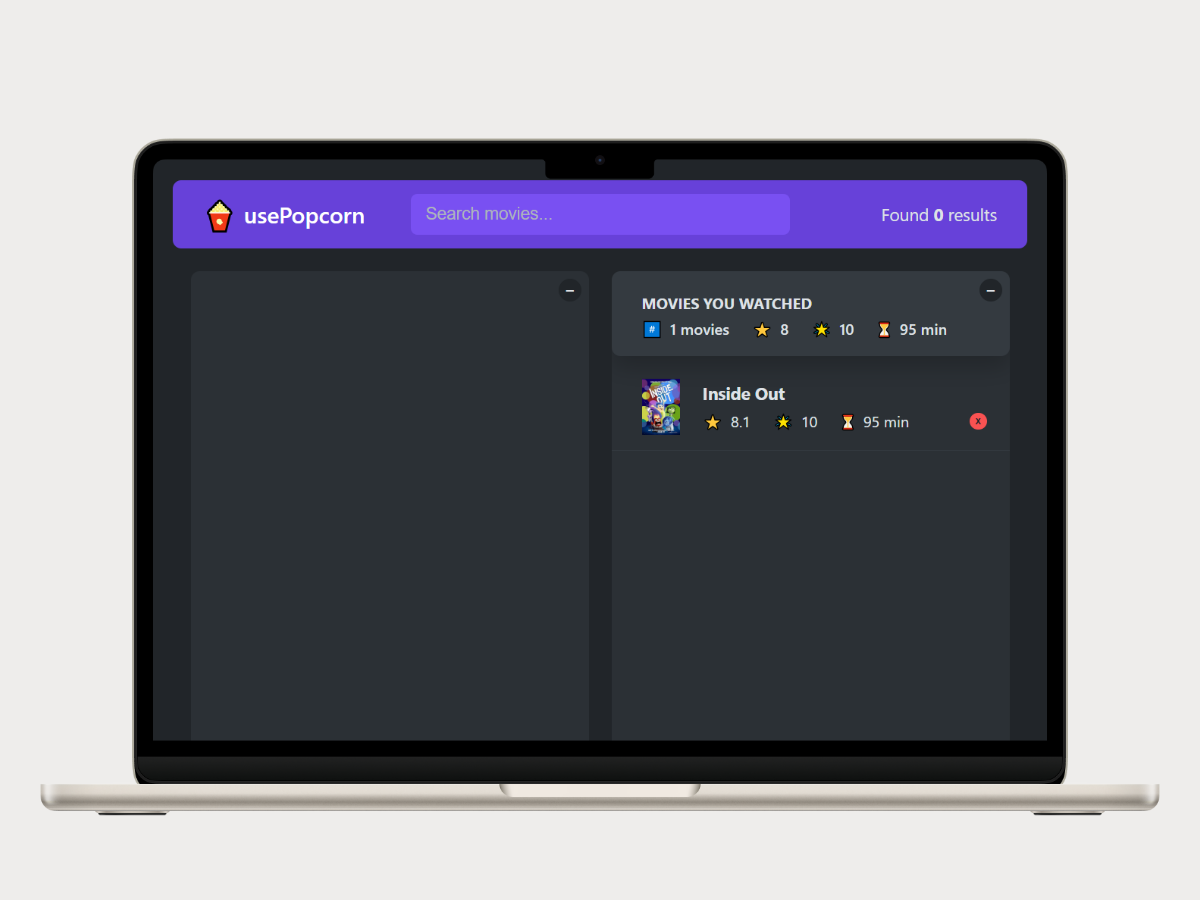 usePopcorn
Search movies...
Found 0 results
–
–
MOVIES YOU WATCHED
# 1 movies 8 10 95 min
INSIDE OUT
Inside Out
8.1 10 95 min
X